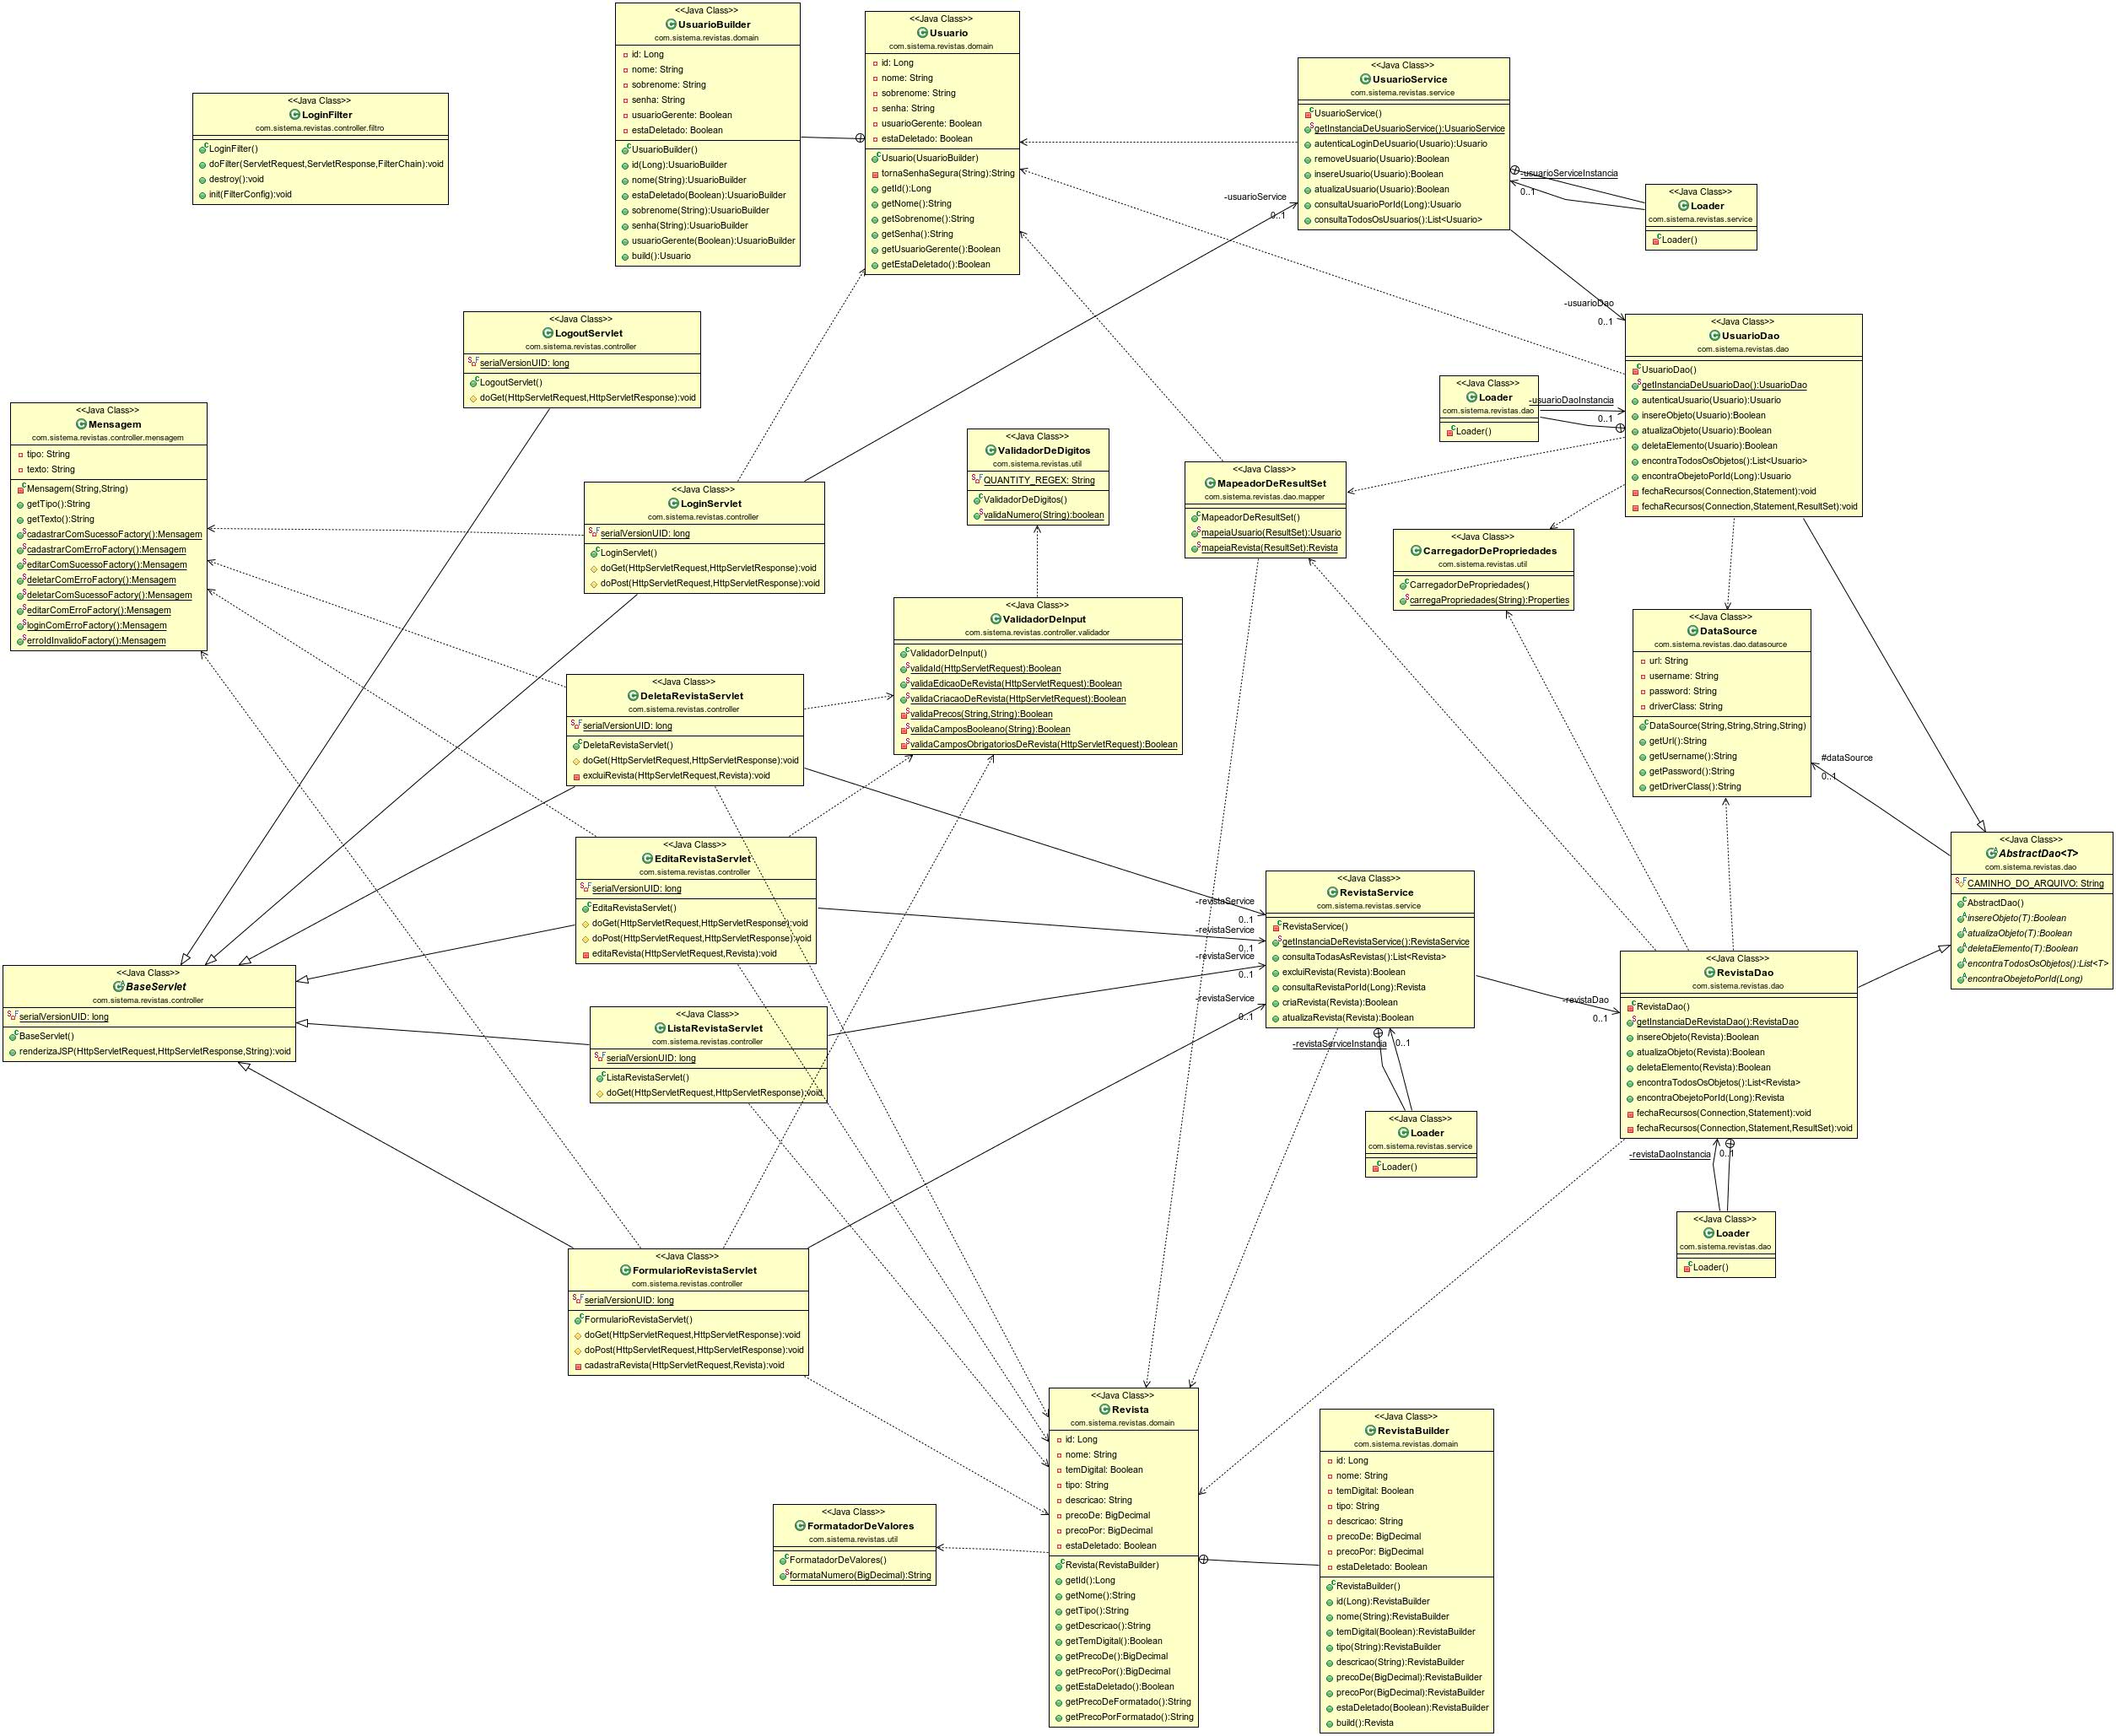 <<Java Class>>
UsuarioBuilder
com.sistema.revistas.domain
id: Long
nome: String
sobrenome: String
senha: String
usuarioGerente: Boolean
estaDeletado: Boolean
UsuarioBuilder()
id(Long):UsuarioBuilder
nome(String):UsuarioBuilder
estaDeletado(Boolean):UsuarioBuilder
sobrenome(String):UsuarioBuilder
senha(String):UsuarioBuilder
usuarioGerente(Boolean):UsuarioBuilder
build():Usuario
<<Java Class>>
Usuario
com.sistema.revistas.domain
id: Long
nome: String
sobrenome: String
senha: String
usuarioGerente: Boolean
estaDeletado: Boolean
Usuario(UsuarioBuilder)
tornaSenhaSegura(String):String
getId():Long
getNome():String
getSobrenome():String
getSenha():String
getUsuarioGerente():Boolean
getEstaDeletado():Boolean
<<Java Class>>
UsuarioService
com.sistema.revistas.service
UsuarioService()
getInstanciaDeUsuarioService():UsuarioService
autenticaLoginDeUsuario(Usuario):Usuario
removeUsuario(Usuario):Boolean
insereUsuario(Usuario):Boolean
atualizaUsuario(Usuario):Boolean
consultaUsuarioPorId(Long):Usuario
consultaTodosOsUsuarios():List<Usuario>
<<Java Class>>
LoginFilter
com.sistema.revistas.controller.filtro
LoginFilter()
doFilter(ServletRequest,ServletResponse,FilterChain):void
destroy():void
init(FilterConfig):void
-usuarioServiceInstancia
0..1
<<Java Class>>
Loader
com.sistema.revistas.service
Loader()
-usuarioService
0..1
<<Java Class>>
LogoutServlet
com.sistema.revistas.controller
serialVersionUID: long
LogoutServlet()
doGet(HttpServletRequest,HttpServletResponse):void
-usuarioDao
0..1
<<Java Class>>
UsuarioDao
com.sistema.revistas.dao
UsuarioDao()
getInstanciaDeUsuarioDao():UsuarioDao
autenticaUsuario(Usuario):Usuario
insereObjeto(Usuario):Boolean
atualizaObjeto(Usuario):Boolean
deletaElemento(Usuario):Boolean
encontraTodosOsObjetos():List<Usuario>
encontraObejetoPorId(Long):Usuario
fechaRecursos(Connection,Statement):void
fechaRecursos(Connection,Statement,ResultSet):void
<<Java Class>>
Loader
com.sistema.revistas.dao
Loader()
-usuarioDaoInstancia
0..1
<<Java Class>>
Mensagem
com.sistema.revistas.controller.mensagem
tipo: String
texto: String
Mensagem(String,String)
getTipo():String
getTexto():String
cadastrarComSucessoFactory():Mensagem
cadastrarComErroFactory():Mensagem
editarComSucessoFactory():Mensagem
deletarComErroFactory():Mensagem
deletarComSucessoFactory():Mensagem
editarComErroFactory():Mensagem
loginComErroFactory():Mensagem
erroIdInvalidoFactory():Mensagem
<<Java Class>>
ValidadorDeDigitos
com.sistema.revistas.util
QUANTITY_REGEX: String
ValidadorDeDigitos()
validaNumero(String):boolean
<<Java Class>>
MapeadorDeResultSet
com.sistema.revistas.dao.mapper
MapeadorDeResultSet()
mapeiaUsuario(ResultSet):Usuario
mapeiaRevista(ResultSet):Revista
<<Java Class>>
LoginServlet
com.sistema.revistas.controller
serialVersionUID: long
LoginServlet()
doGet(HttpServletRequest,HttpServletResponse):void
doPost(HttpServletRequest,HttpServletResponse):void
<<Java Class>>
CarregadorDePropriedades
com.sistema.revistas.util
CarregadorDePropriedades()
carregaPropriedades(String):Properties
<<Java Class>>
ValidadorDeInput
com.sistema.revistas.controller.validador
ValidadorDeInput()
validaId(HttpServletRequest):Boolean
validaEdicaoDeRevista(HttpServletRequest):Boolean
validaCriacaoDeRevista(HttpServletRequest):Boolean
validaPrecos(String,String):Boolean
validaCamposBooleano(String):Boolean
validaCamposObrigatoriosDeRevista(HttpServletRequest):Boolean
<<Java Class>>
DataSource
com.sistema.revistas.dao.datasource
url: String
username: String
password: String
driverClass: String
DataSource(String,String,String,String)
getUrl():String
getUsername():String
getPassword():String
getDriverClass():String
#dataSource
0..1
<<Java Class>>
DeletaRevistaServlet
com.sistema.revistas.controller
serialVersionUID: long
DeletaRevistaServlet()
doGet(HttpServletRequest,HttpServletResponse):void
excluiRevista(HttpServletRequest,Revista):void
<<Java Class>>
AbstractDao<T>
com.sistema.revistas.dao
CAMINHO_DO_ARQUIVO: String
AbstractDao()
insereObjeto(T):Boolean
atualizaObjeto(T):Boolean
deletaElemento(T):Boolean
encontraTodosOsObjetos():List<T>
encontraObejetoPorId(Long)
<<Java Class>>
EditaRevistaServlet
com.sistema.revistas.controller
serialVersionUID: long
EditaRevistaServlet()
doGet(HttpServletRequest,HttpServletResponse):void
doPost(HttpServletRequest,HttpServletResponse):void
editaRevista(HttpServletRequest,Revista):void
-revistaService
0..1
-revistaService
0..1
-revistaService
0..1
-revistaService
0..1
<<Java Class>>
RevistaService
com.sistema.revistas.service
RevistaService()
getInstanciaDeRevistaService():RevistaService
consultaTodasAsRevistas():List<Revista>
excluiRevista(Revista):Boolean
consultaRevistaPorId(Long):Revista
criaRevista(Revista):Boolean
atualizaRevista(Revista):Boolean
<<Java Class>>
BaseServlet
com.sistema.revistas.controller
serialVersionUID: long
BaseServlet()
renderizaJSP(HttpServletRequest,HttpServletResponse,String):void
<<Java Class>>
ListaRevistaServlet
com.sistema.revistas.controller
serialVersionUID: long
ListaRevistaServlet()
doGet(HttpServletRequest,HttpServletResponse):void
-revistaDao
0..1
<<Java Class>>
RevistaDao
com.sistema.revistas.dao
RevistaDao()
getInstanciaDeRevistaDao():RevistaDao
insereObjeto(Revista):Boolean
atualizaObjeto(Revista):Boolean
deletaElemento(Revista):Boolean
encontraTodosOsObjetos():List<Revista>
encontraObejetoPorId(Long):Revista
fechaRecursos(Connection,Statement):void
fechaRecursos(Connection,Statement,ResultSet):void
-revistaServiceInstancia
0..1
<<Java Class>>
Loader
com.sistema.revistas.service
Loader()
-revistaDaoInstancia
0..1
<<Java Class>>
Loader
com.sistema.revistas.dao
Loader()
<<Java Class>>
FormularioRevistaServlet
com.sistema.revistas.controller
serialVersionUID: long
FormularioRevistaServlet()
doGet(HttpServletRequest,HttpServletResponse):void
doPost(HttpServletRequest,HttpServletResponse):void
cadastraRevista(HttpServletRequest,Revista):void
<<Java Class>>
Revista
com.sistema.revistas.domain
id: Long
nome: String
temDigital: Boolean
tipo: String
descricao: String
precoDe: BigDecimal
precoPor: BigDecimal
estaDeletado: Boolean
Revista(RevistaBuilder)
getId():Long
getNome():String
getTipo():String
getDescricao():String
getTemDigital():Boolean
getPrecoDe():BigDecimal
getPrecoPor():BigDecimal
getEstaDeletado():Boolean
getPrecoDeFormatado():String
getPrecoPorFormatado():String
<<Java Class>>
RevistaBuilder
com.sistema.revistas.domain
id: Long
nome: String
temDigital: Boolean
tipo: String
descricao: String
precoDe: BigDecimal
precoPor: BigDecimal
estaDeletado: Boolean
RevistaBuilder()
id(Long):RevistaBuilder
nome(String):RevistaBuilder
temDigital(Boolean):RevistaBuilder
tipo(String):RevistaBuilder
descricao(String):RevistaBuilder
precoDe(BigDecimal):RevistaBuilder
precoPor(BigDecimal):RevistaBuilder
estaDeletado(Boolean):RevistaBuilder
build():Revista
<<Java Class>>
FormatadorDeValores
com.sistema.revistas.util
FormatadorDeValores()
formataNumero(BigDecimal):String